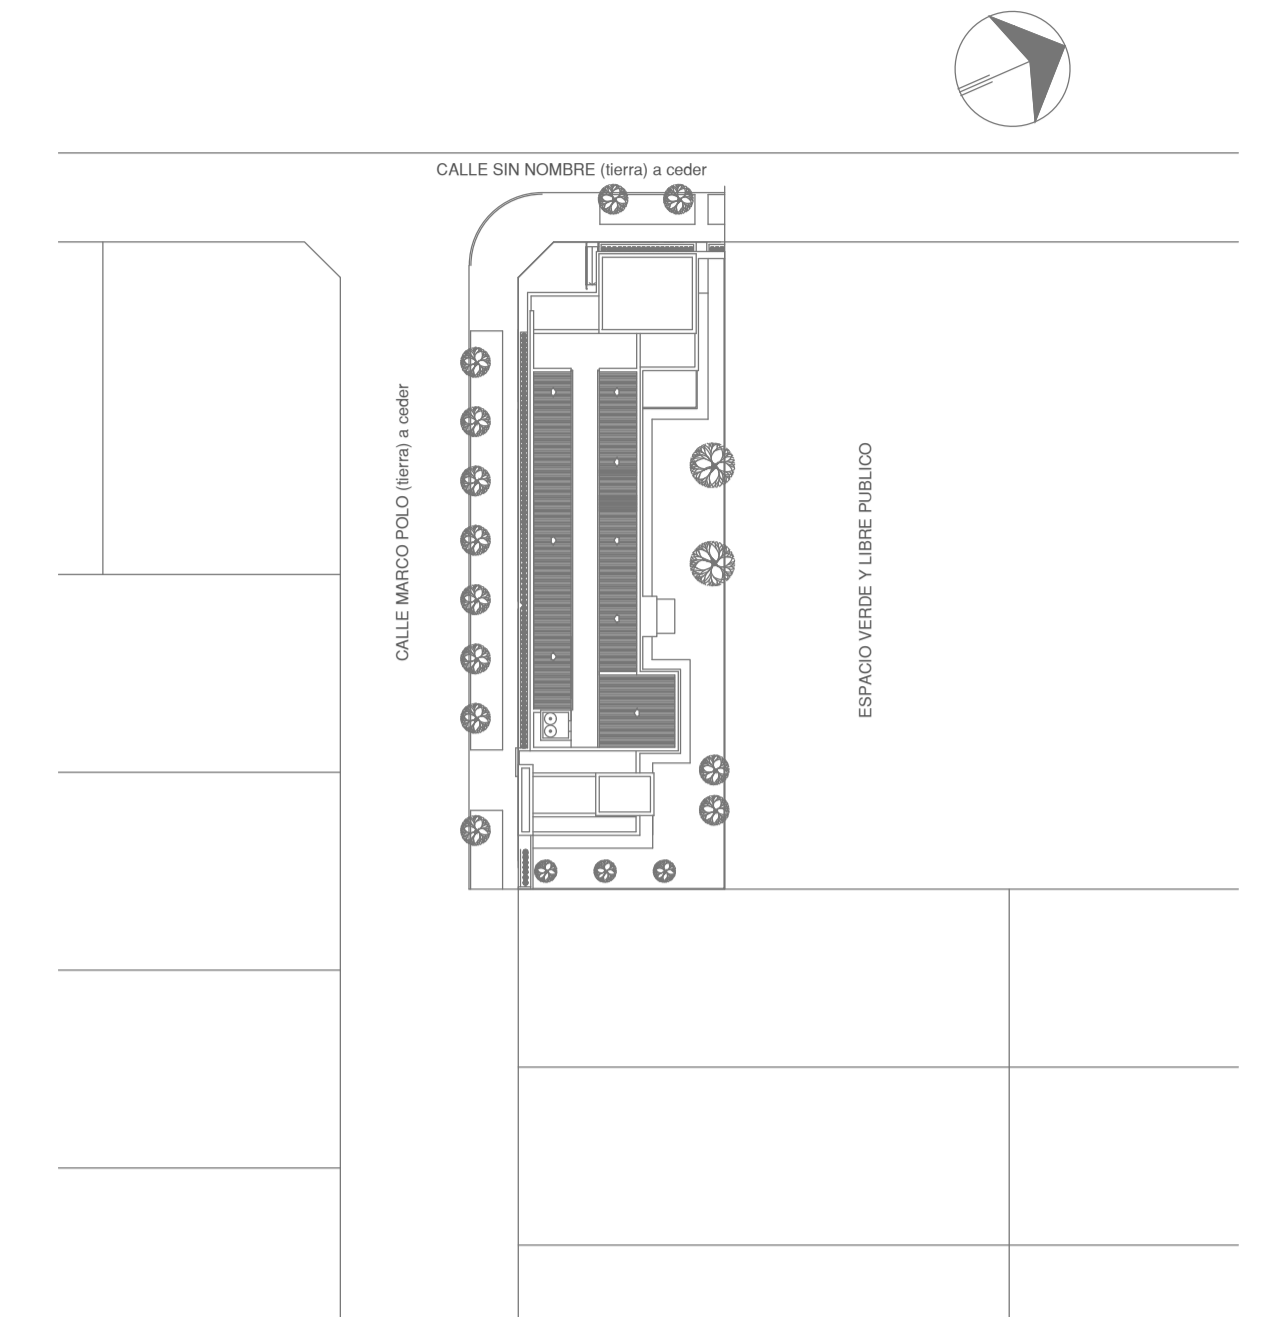 CALLE SIN NOMBRE (tierra) a ceder
CALLE MARCO POLO (tierra) a ceder
ESPACIO VERDE Y LIBRE PUBLICO